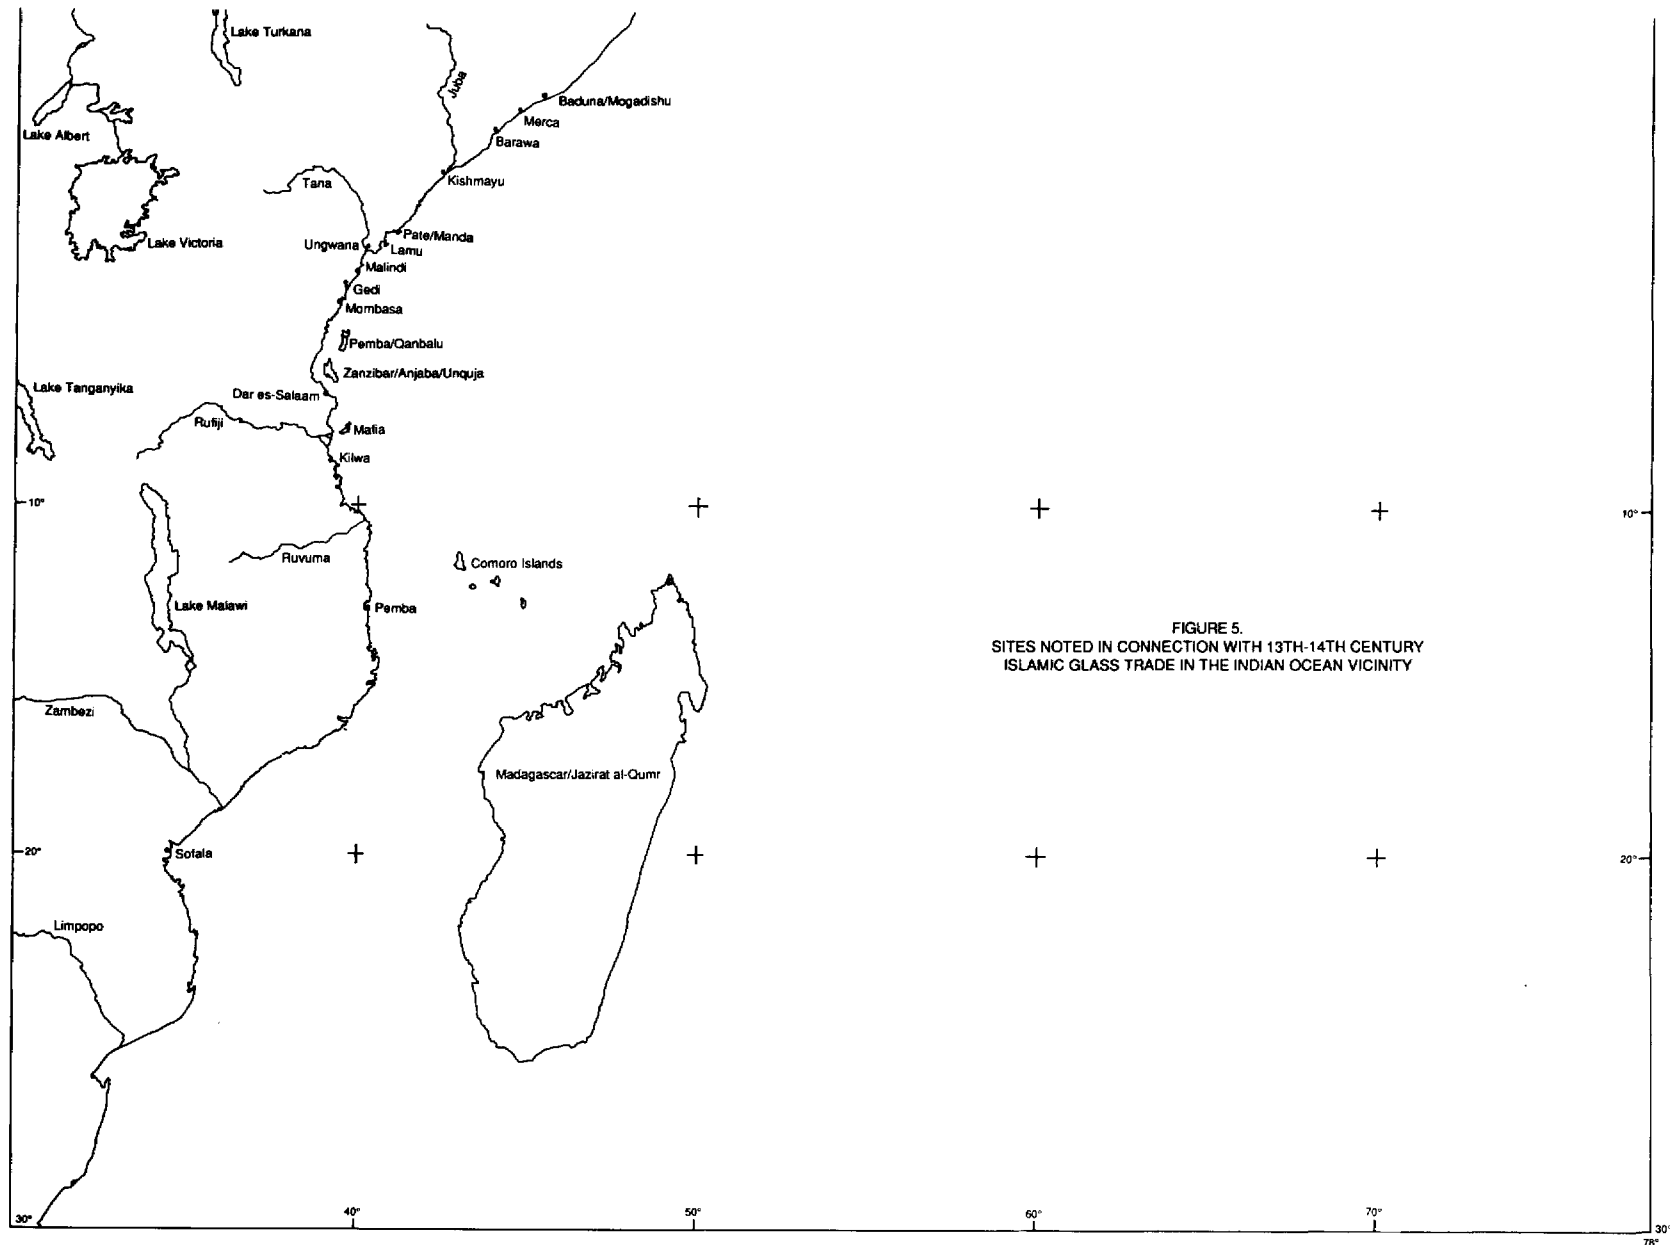 Lake Turkana
Juba
Baduna/Mogadishu
Merca
Lake Albert
Barawa
Kishmayu
Tana
Pate/Manda
Lake Victoria
Ungwana
Lamu
Malindi
Gedi
Mombasa
Pemba/Qanbalu
Zanzibar/Anjaba/Unquja
Lake Tanganyika
Dar es-Salaam
Rufiji
Mafia
Kilwa
10°
10°
Ruvuma
Comoro Islands
Lake Malawi
Pemba
FIGURE 5.
SITES NOTED IN CONNECTION WITH 13TH-14TH CENTURY
ISLAMIC GLASS TRADE IN THE INDIAN OCEAN VICINITY
Zambezi
Madagascar/Jazirat al-Qumr
20°
Sofala
20°
Limpopo
30°
40°
50°
60°
70°
30°
78°